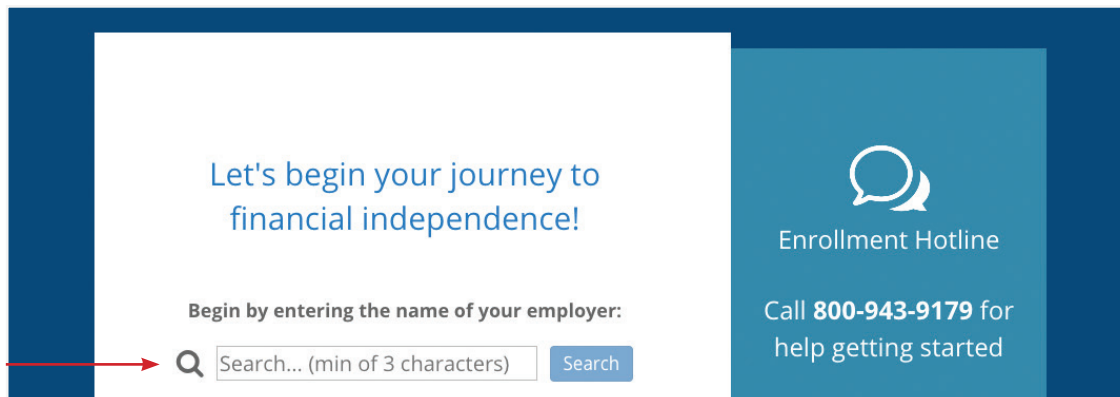 Let's begin your journey to
financial independence!
Begin by entering the name of your employer:
Search... (min of 3 characters)
Search
Enrollment Hotline
Call 800-943-9179 for
help getting started